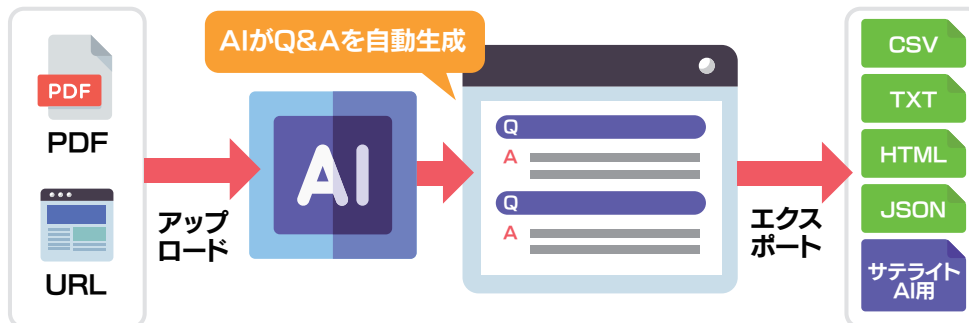 AIがQ&Aを自動生成
PDF
PDF
URL
アップ
ロード
AI
Q
A
Q
A
エクス
ポート
CSV
TXT
HTML
JSON
サテライト
AI用